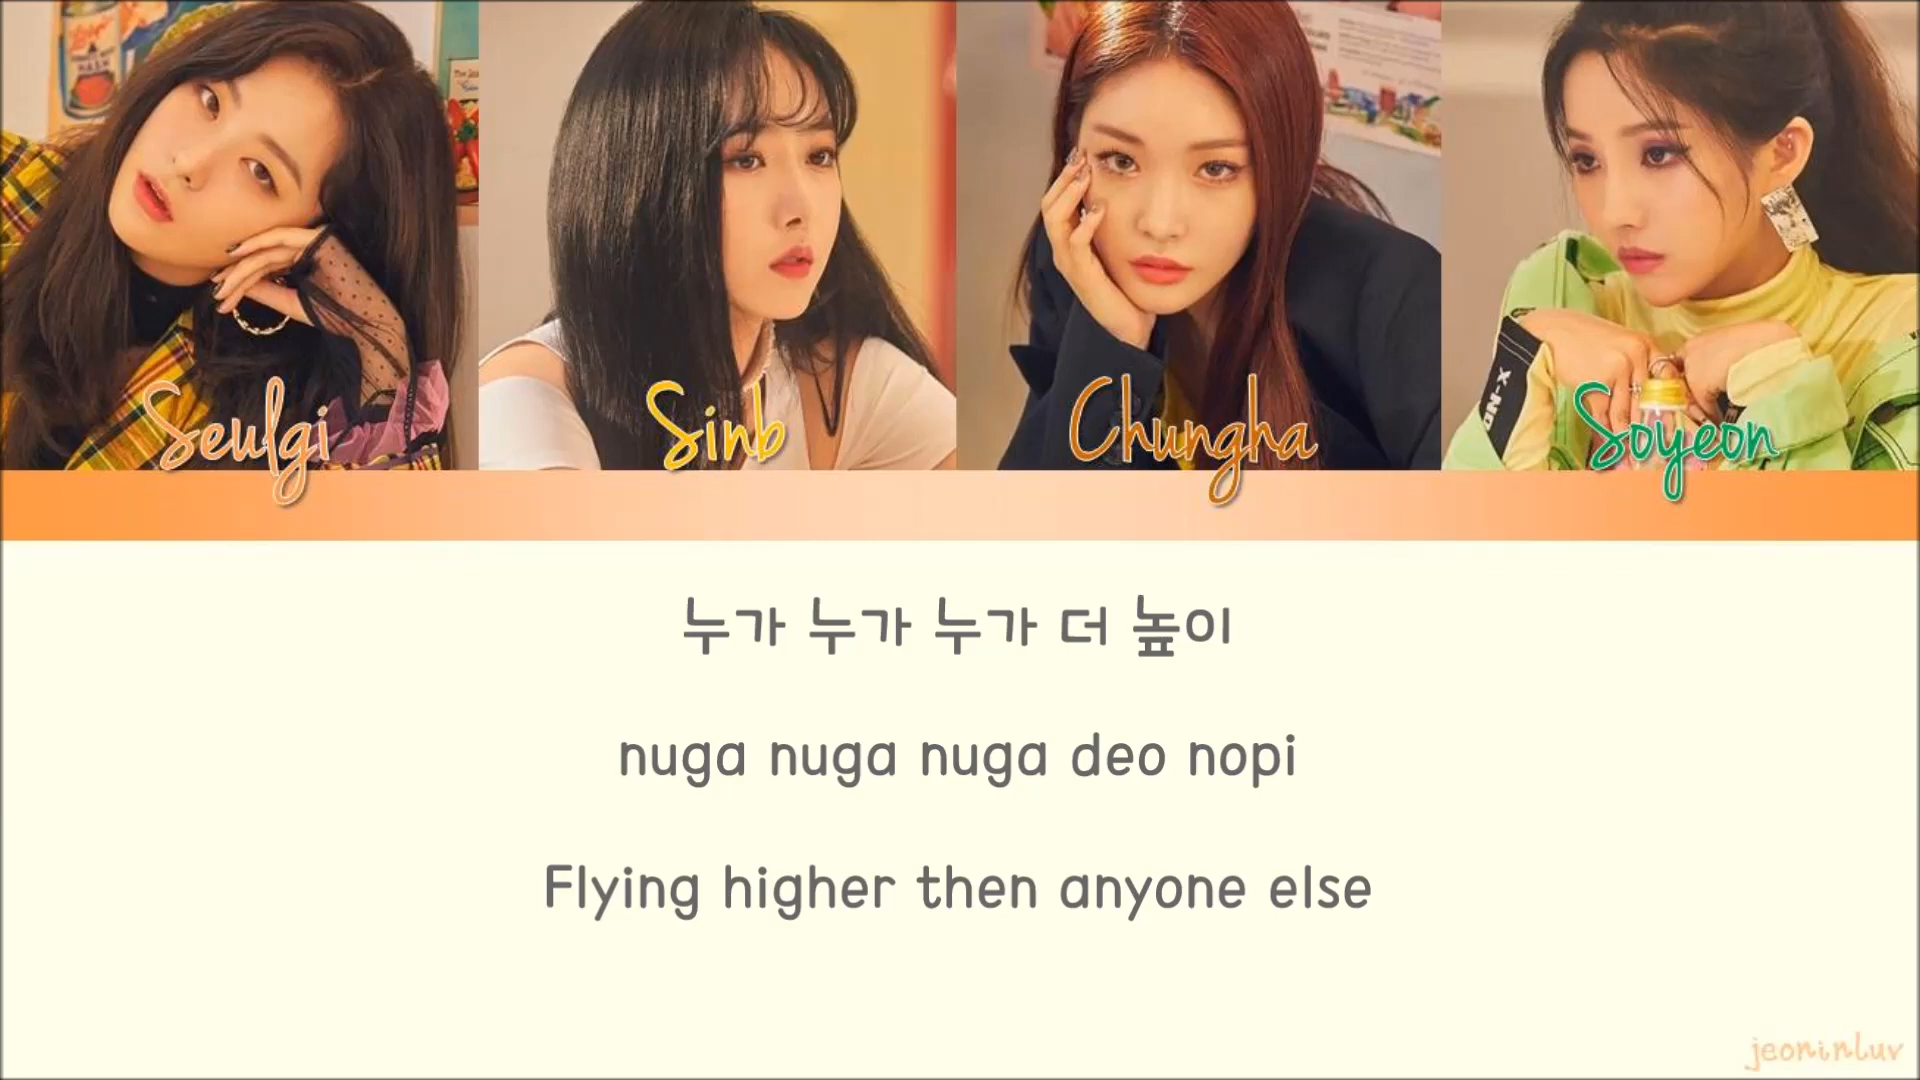 Seulgi
Sinb
Chungha
Soyeon
누가 누가 누가 더 높이
nuga nuga nuga deo nopi
Flying higher then anyone else
jeoninluv